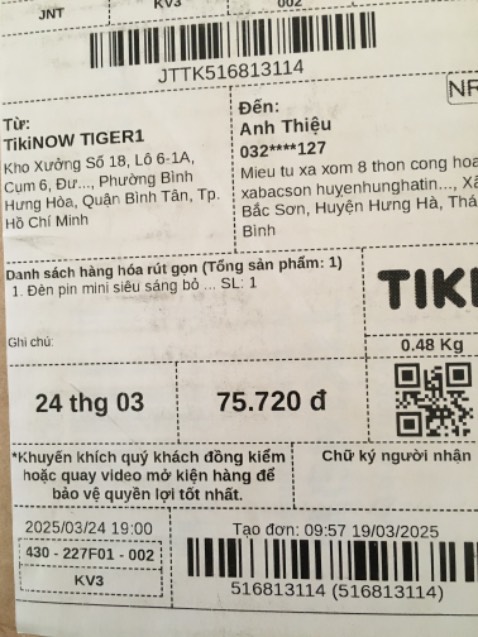 JNT
KV3
002
JTTK516813114
Từ:
TikiNOW TIGER1
Kho Xưởng Số 18, Lô 6-1A,
Cụm 6, Đư..., Phường Bình
Hưng Hòa, Quận Bình Tân, Tp.
Hồ Chí Minh
NR
Đến:
Anh Thiệu
032****127
Mieu tu xa xom 8 thon cong hoa
xabacson huyenhunghatin..., Xã
Bắc Sơn, Huyện Hưng Hà, Thá
Bình
Danh sách hàng hóa rút gọn (Tổng sản phẩm: 1)
1. Đèn pin mini siêu sáng bỏ ... SL: 1
Ghi chú:
TIKI
0.48 Kg
24 thg 03
75.720 đ
*Khuyến khích quý khách đồng kiểm
hoặc quay video mở kiện hàng để
bảo vệ quyền lợi tốt nhất.
Chữ ký người nhận
2025/03/24 19:00
430 - 227F01 - 002
KV3
Tạo đơn: 09:57 19/03/2025
516813114 (516813114)